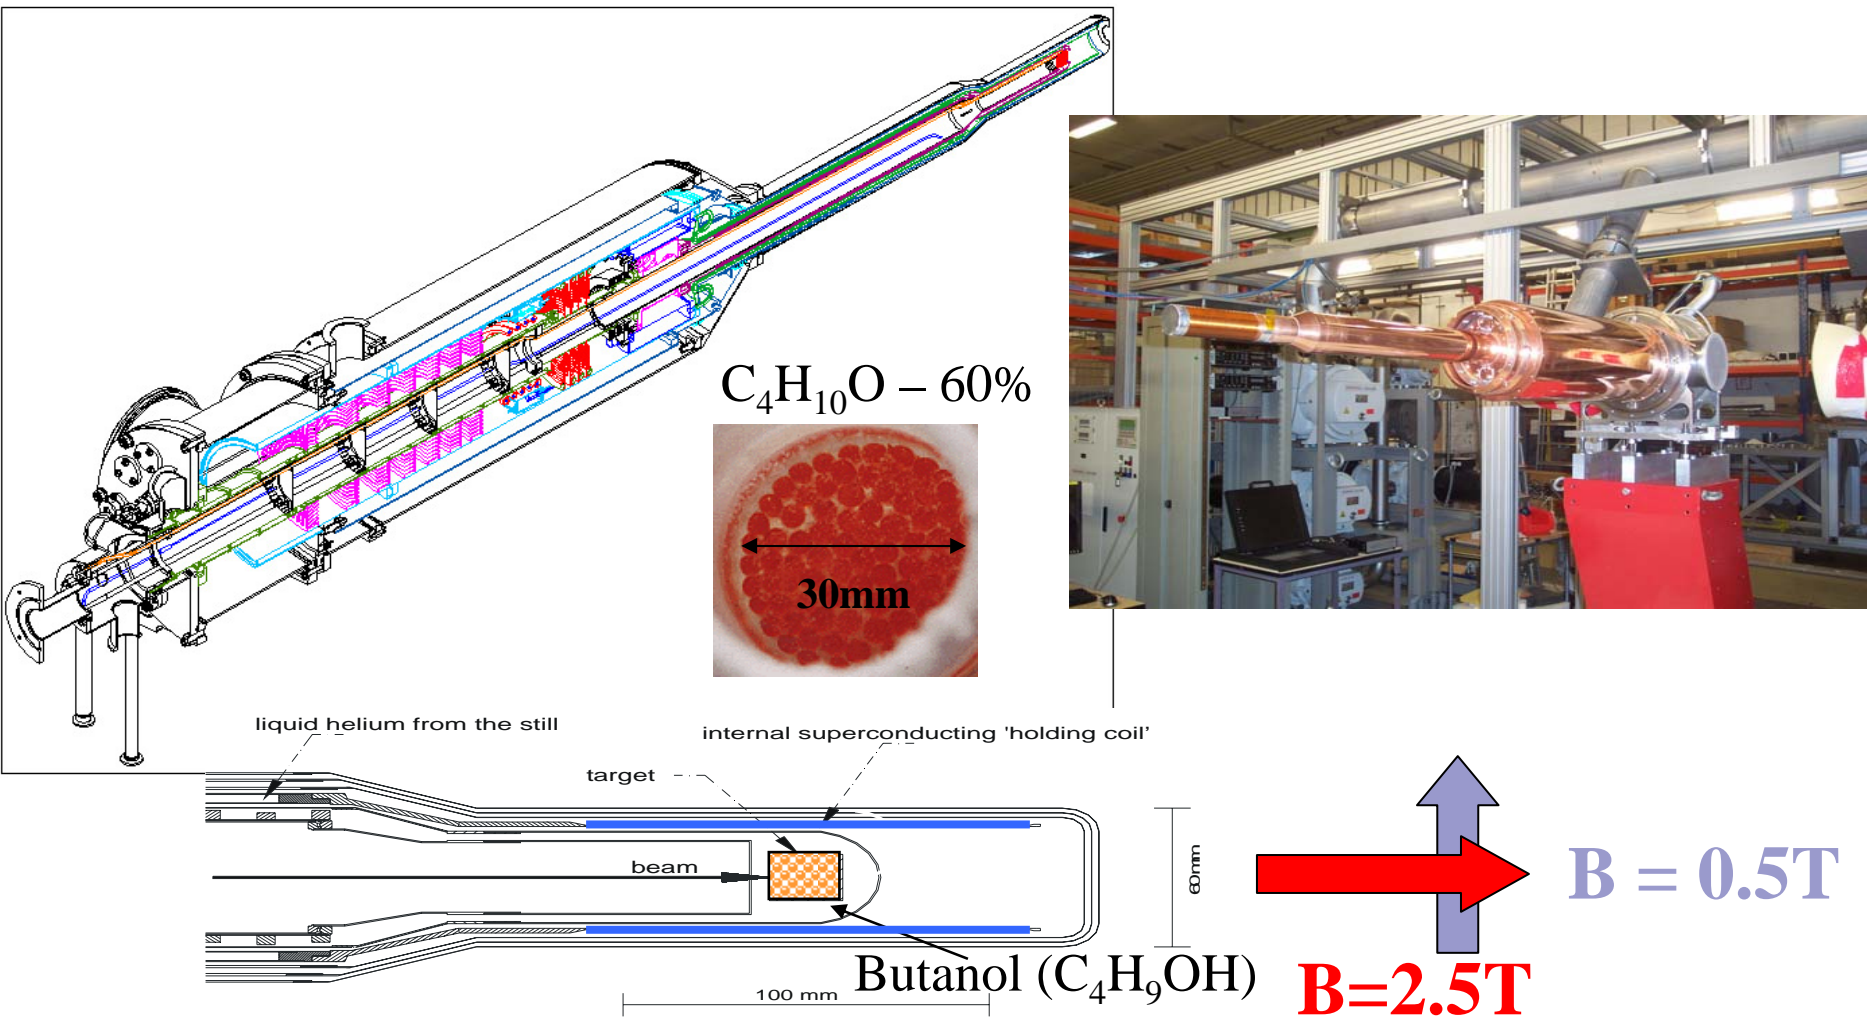 C₄H₁₀O – 60%
30mm
liquid helium from the still
internal superconducting 'holding coil'
target
beam
60mm
B = 0.5T
Butanol (C₄H₉OH)
100 mm
B=2.5T